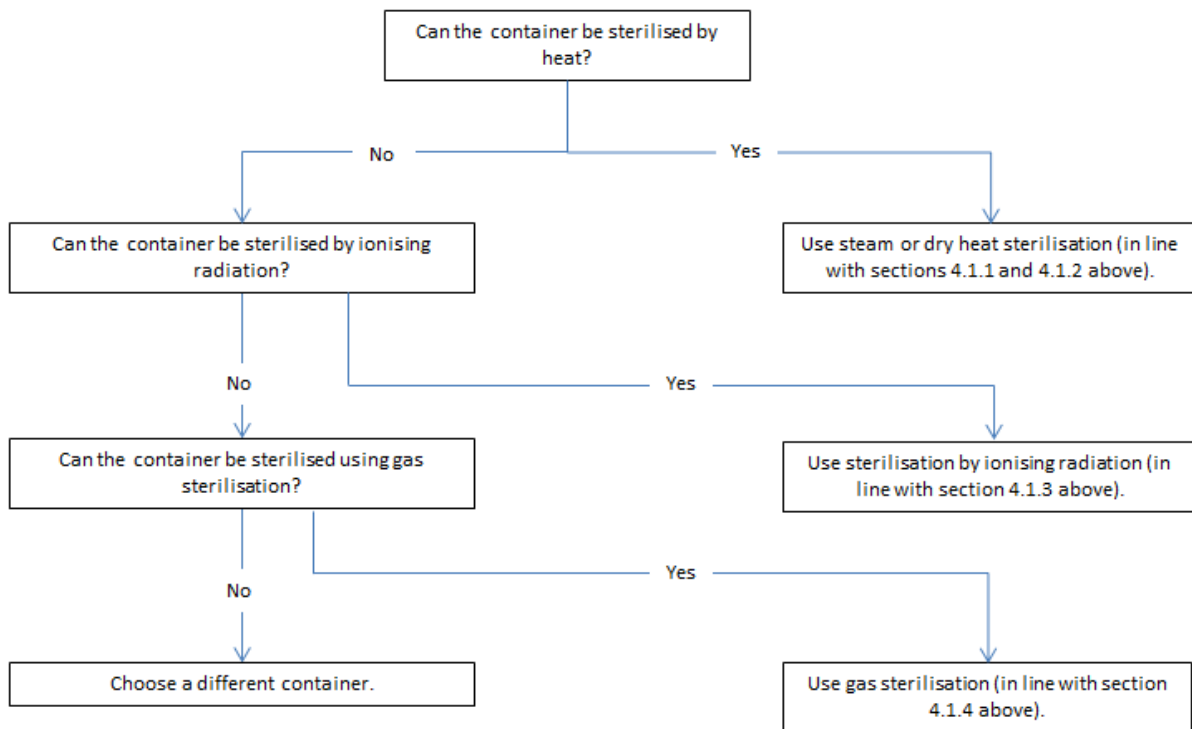 Can the container be sterilised by
heat?
No
Yes
Can the container be sterilised by ionising
radiation?
Use steam or dry heat sterilisation (in line
with sections 4.1.1 and 4.1.2 above).
No
Yes
Can the container be sterilised using gas
sterilisation?
Use sterilisation by ionising radiation (in
line with section 4.1.3 above).
No
Yes
Choose a different container.
Use gas sterilisation (in line with section
4.1.4 above).